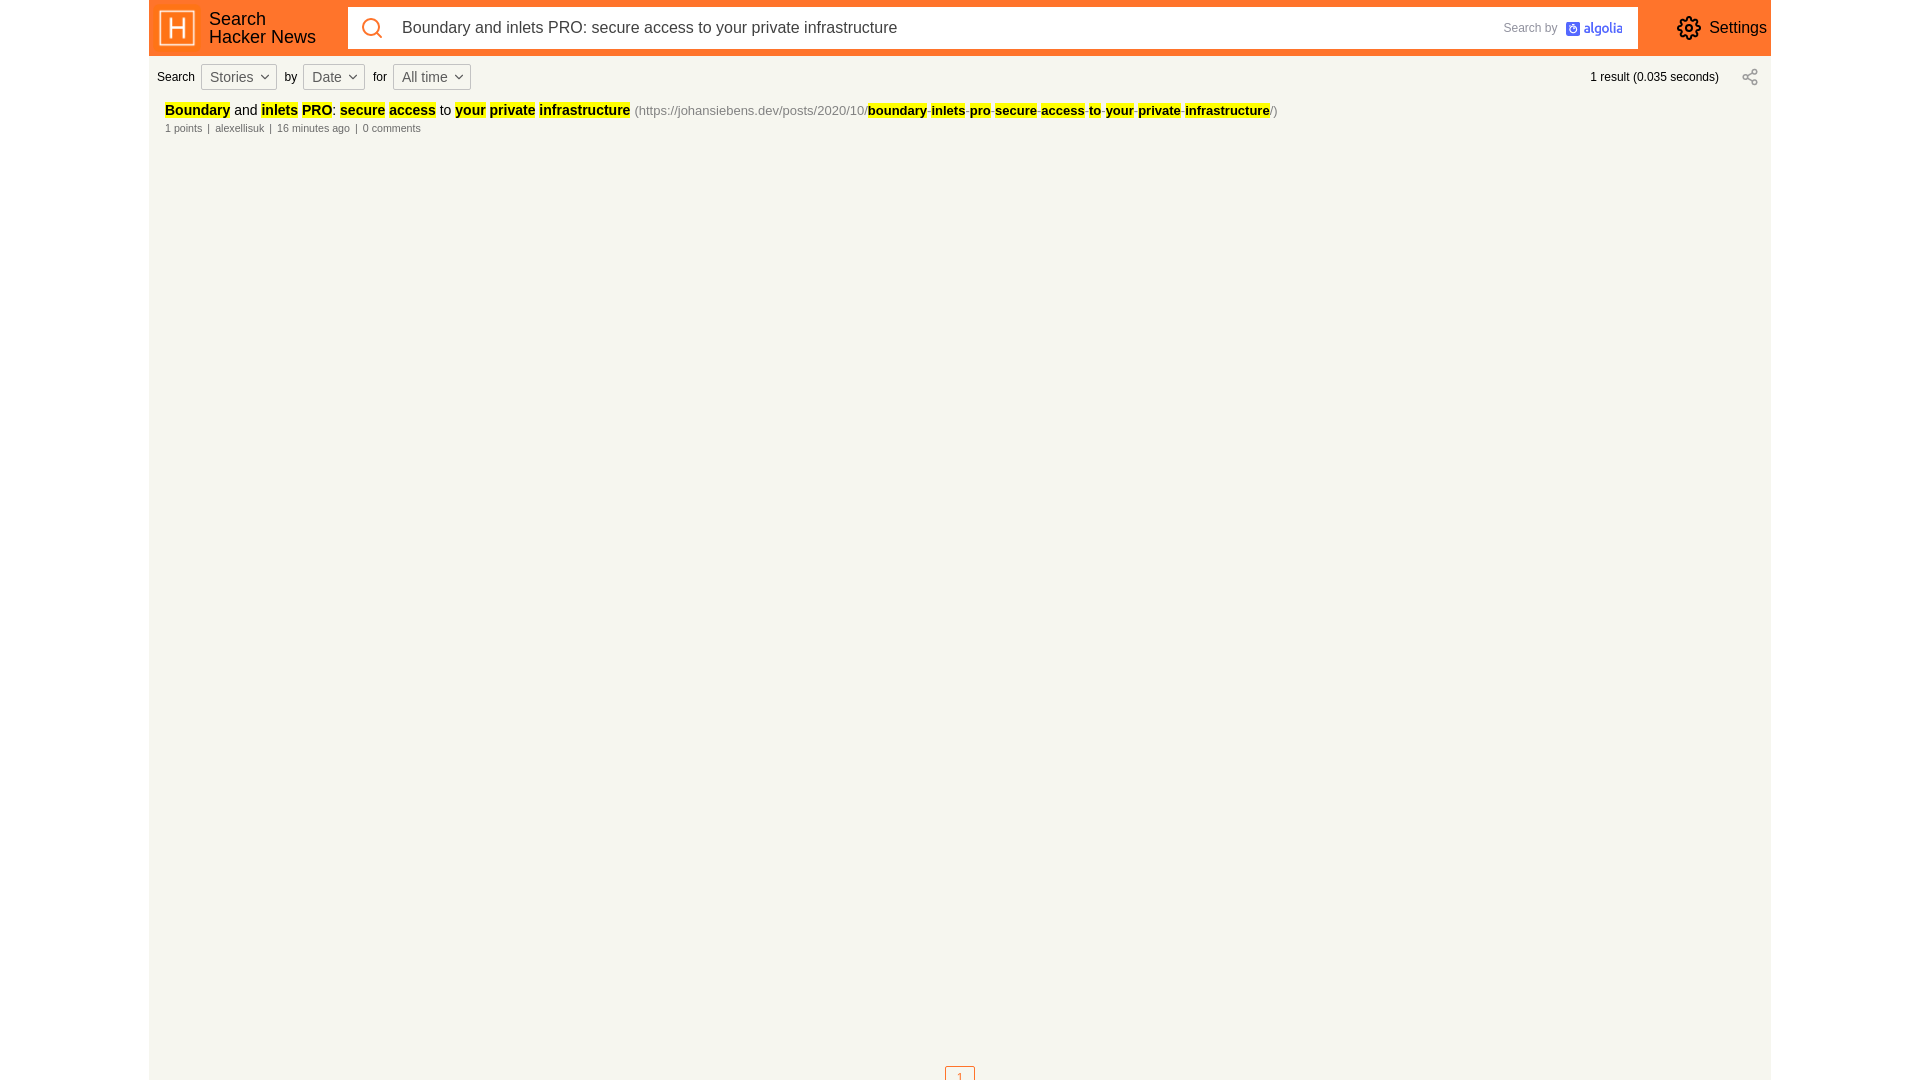 Search
Hacker News
Boundary and inlets PRO: secure access to your private infrastructure
Search by algolia
Settings
Search Stories by Date for All time
1 result (0.035 seconds)
Boundary and inlets PRO: secure access to your private infrastructure (https://johansiebens.dev/posts/2020/10/boundary-inlets-pro-secure-access-to-your-private-infrastructure/)
1 points | alexellisuk | 16 minutes ago | 0 comments
1